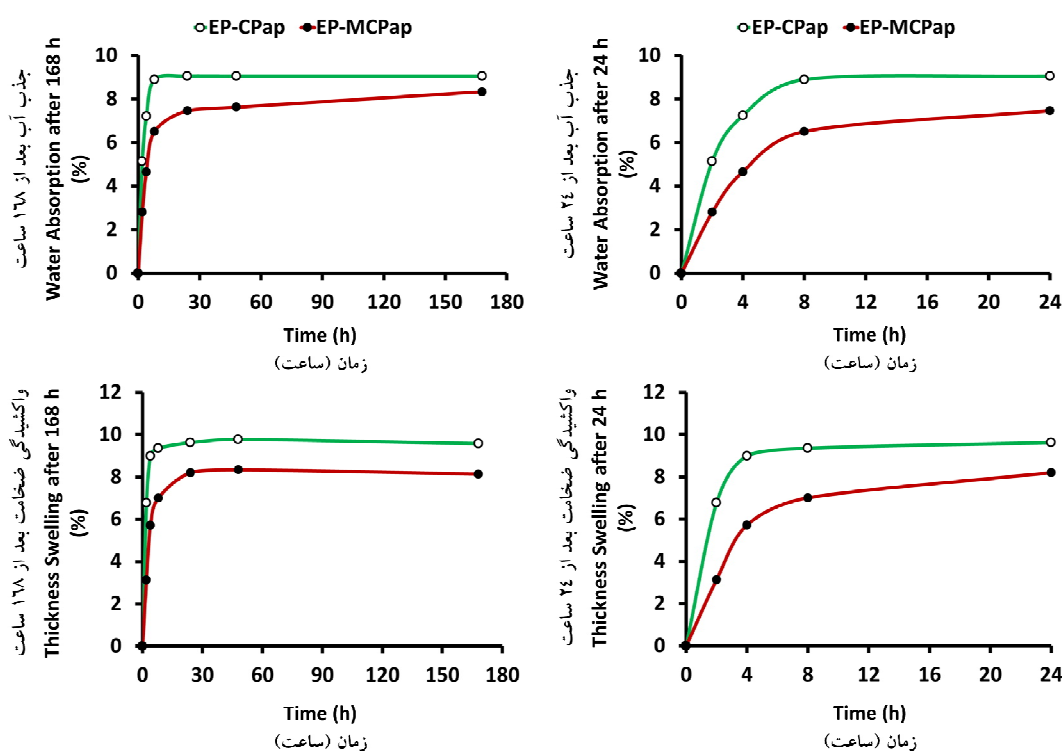 EP-CPap EP-MCPap
جذب آب بعد از ١٦٨ ساعت
Water Absorption after 168 h
(%)
10
8
6
4
2
0
0 30 60 90 120 150 180
Time (h)
زمان (ساعت)
EP-CPap EP-MCPap
جذب آب بعد از ٢٤ ساعت
Water Absorption after 24 h
(%)
10
8
6
4
2
0
0 4 8 12 16 20 24
Time (h)
زمان (ساعت)
واکشیدگی ضخامت بعد از ١٦٨ ساعت
Thickness Swelling after 168 h
(%)
12
10
8
6
4
2
0
0 30 60 90 120 150 180
Time (h)
زمان (ساعت)
واکشیدگی ضخامت بعد از ٢٤ ساعت
Thickness Swelling after 24 h
(%)
12
10
8
6
4
2
0
0 4 8 12 16 20 24
Time (h)
زمان (ساعت)